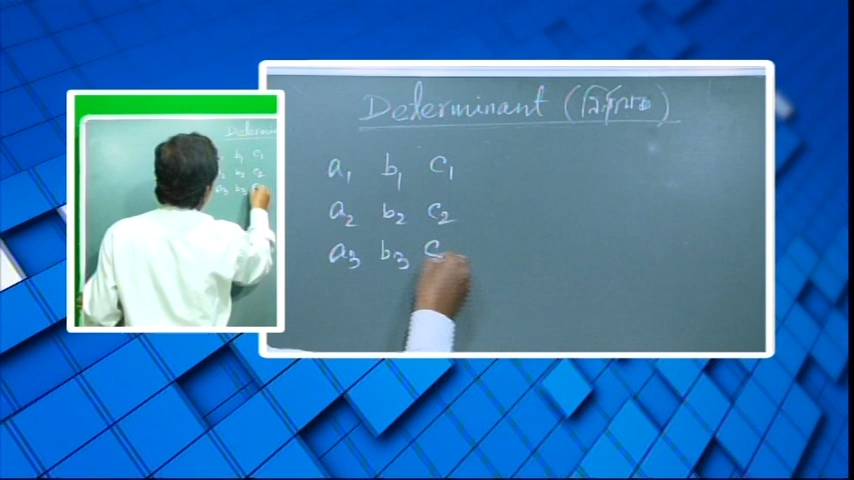 Determinant
a₁ b₁ c₁
a₂ b₂ c₂
a₃ b₃ c